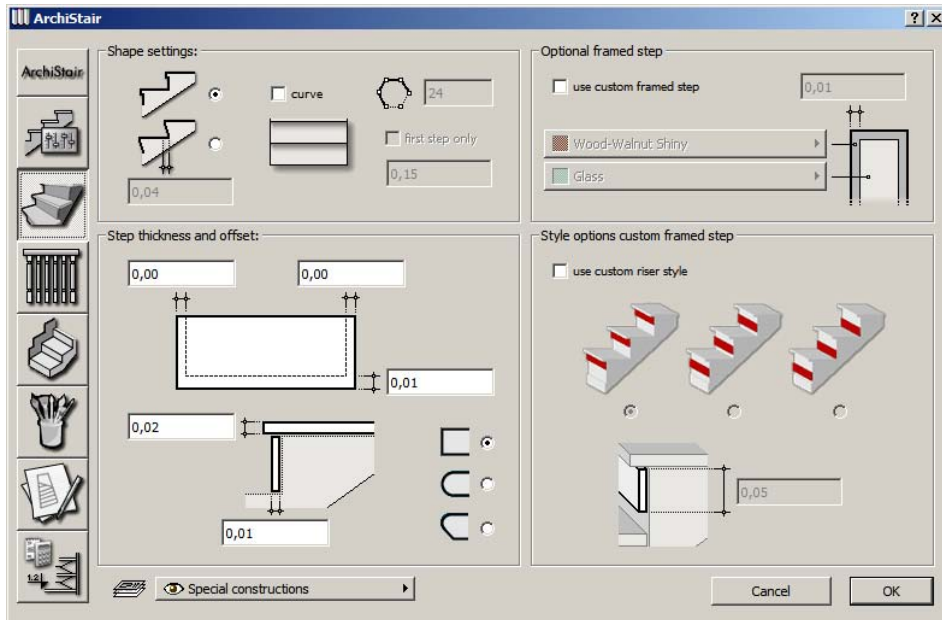 ArchiStair
ArchiStair
Shape settings:
curve
24
first step only
0,15
0,04
Optional framed step
use custom framed step
0,01
Wood-Walnut Shiny
Glass
Step thickness and offset:
0,00
0,00
0,01
0,02
0,01
Style options custom framed step
use custom riser style
0,05
1.2
Special constructions
Cancel
OK